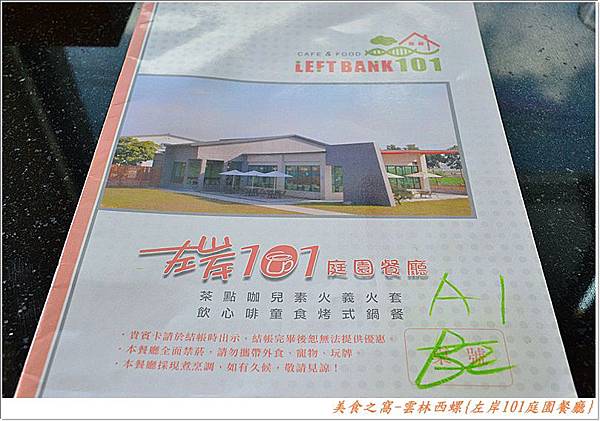 CAFE & FOOD
LEFT BANK 101
左岸101庭園餐廳
茶點咖兒素火義火套
飲心啡童食烤式鍋餐
A1
·貴賓卡請於結帳時出示，結帳完畢後恕無法提供優惠。
·本餐廳全面禁菸，請勿攜帶外食、寵物、玩牌。
·本餐廳採現煮烹調，如有久候，敬請見諒！
號
美食之窩-雲林西螺{左岸101庭園餐廳}